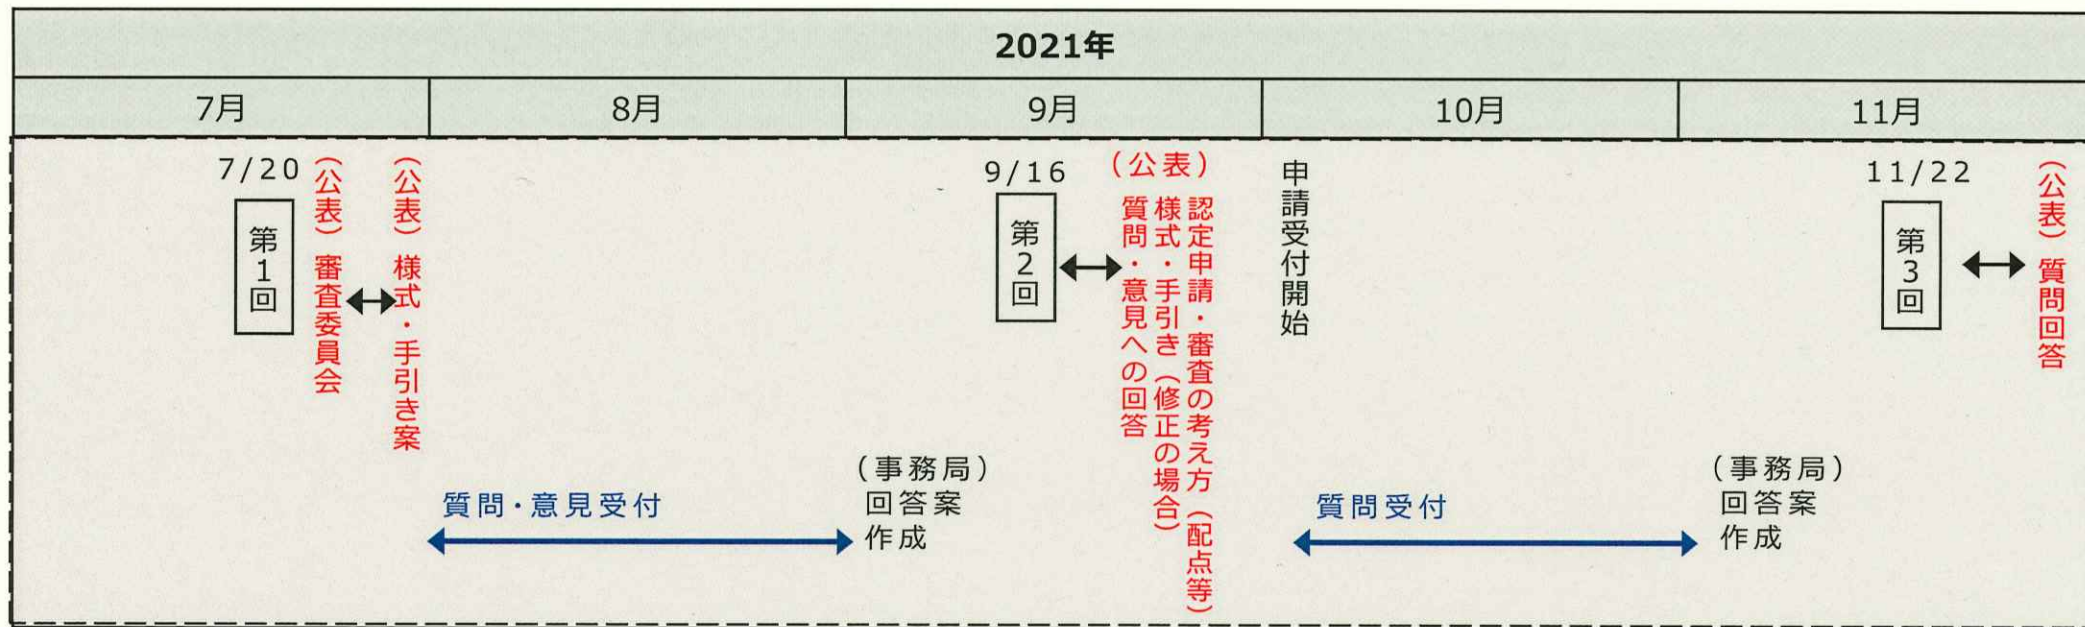 2021年
7月
8月
9月
10月
11月
7/20
第1回
(公表)審査委員会
(公表)様式・手引き案
質問・意見受付
(事務局)
回答案
作成
9/16
第2回
(公表)
認定申請・審査の考え方(配点等)
様式・手引き(修正の場合)
質問・意見への回答
申請受付開始
質問受付
(事務局)
回答案
作成
11/22
第3回
(公表)質問回答